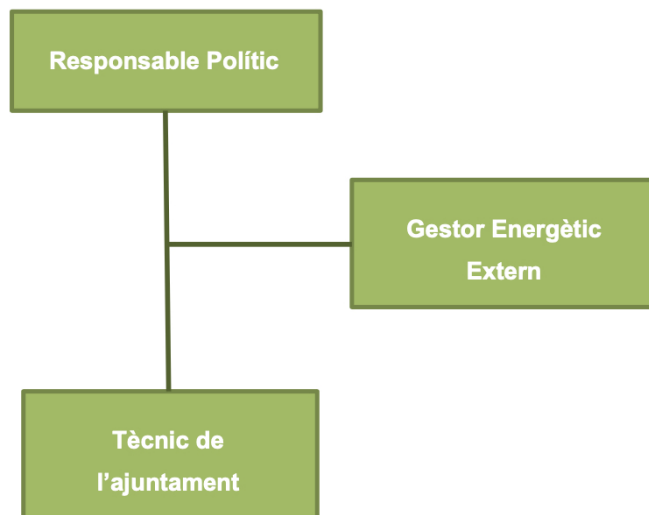 Responsable Polític
Gestor Energètic
Extern
Tècnic de
l’ajuntament